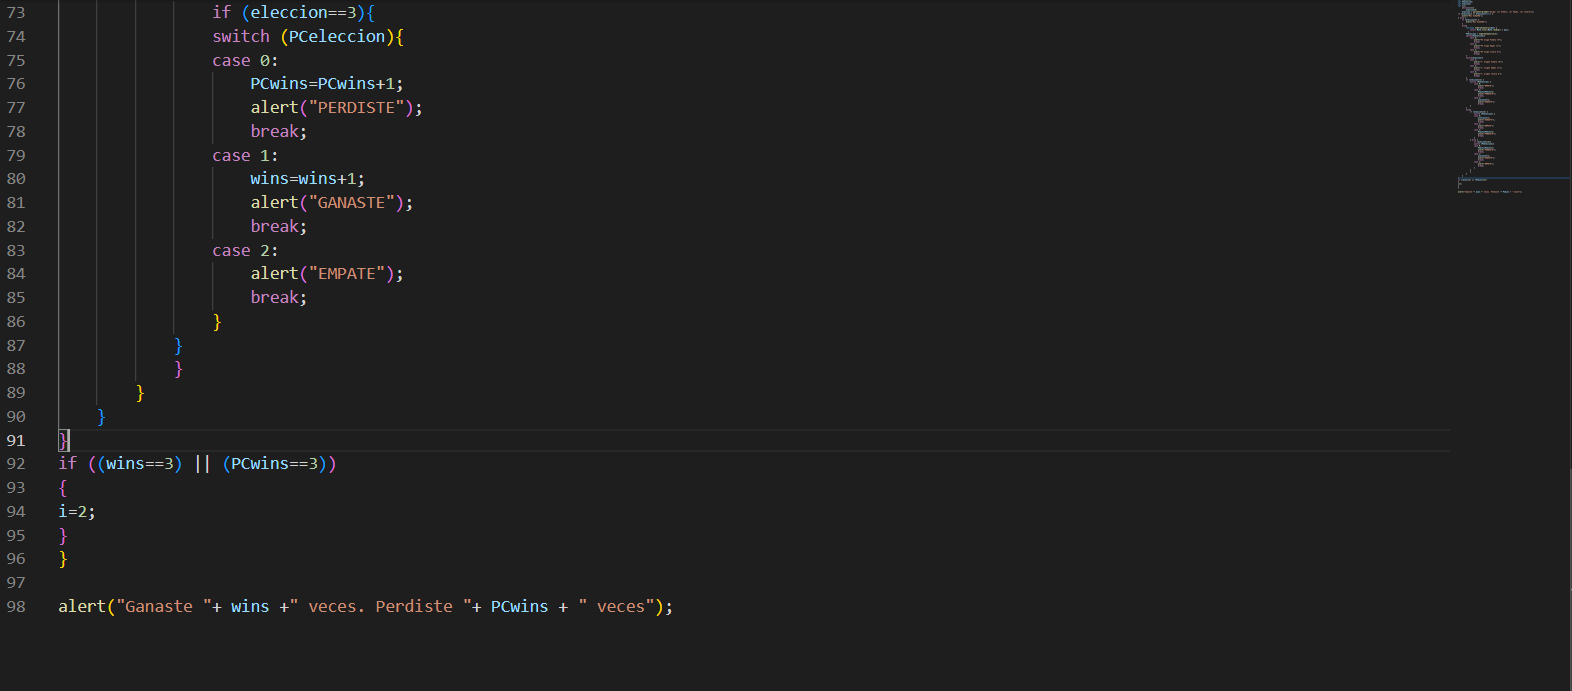 73 if (eleccion==3){
74 switch (PCeleccion){
75 case 0:
76 PCwins=PCwins+1;
77 alert("PERDISTE");
78 break;
79 case 1:
80 wins=wins+1;
81 alert("GANASTE");
82 break;
83 case 2:
84 alert("EMPATE");
85 break;
86 }
87 }
88 }
89 }
90 }
91 }
92 if ((wins==3) || (PCwins==3))
93 {
94 i=2;
95 }
96 }
97
98 alert("Ganaste "+ wins +" veces. Perdiste "+ PCwins + " veces");